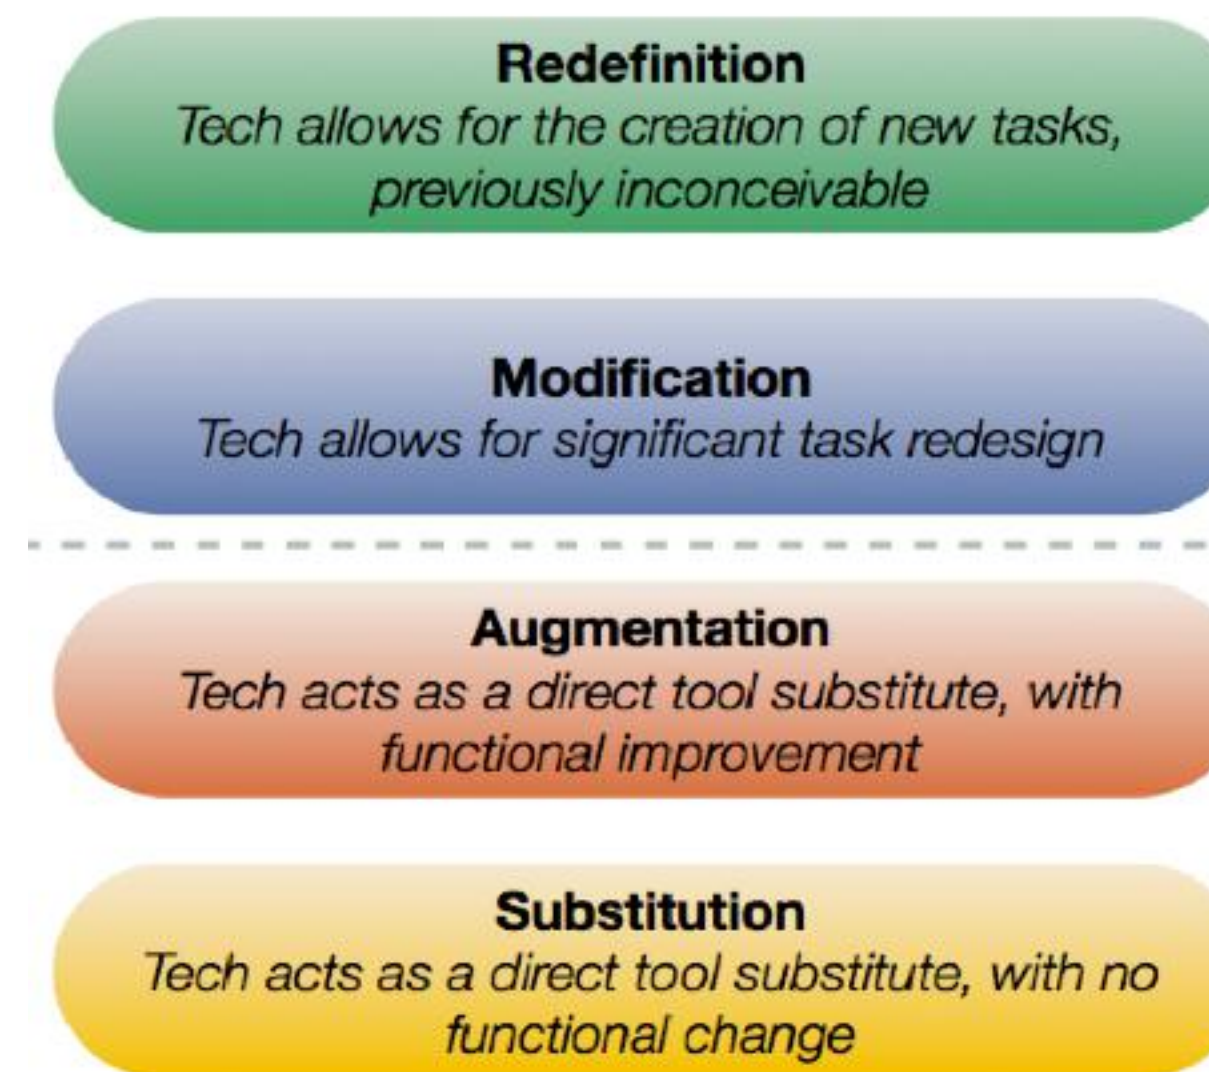 Redefinition
Tech allows for the creation of new tasks,
previously inconceivable
Modification
Tech allows for significant task redesign
Augmentation
Tech acts as a direct tool substitute, with
functional improvement
Substitution
Tech acts as a direct tool substitute, with no
functional change